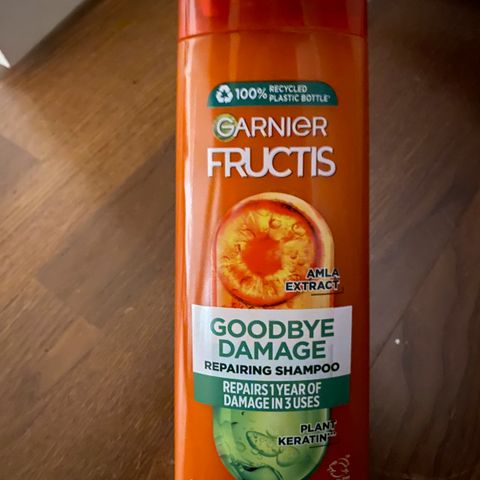 100% RECYCLED
PLASTIC BOTTLE*
GARNIER
FRUCTIS
AMLA
EXTRACT
GOODBYE
DAMAGE
REPAIRING SHAMPOO
REPAIRS 1 YEAR OF
DAMAGE IN 3 USES
PLANT
KERATIN™